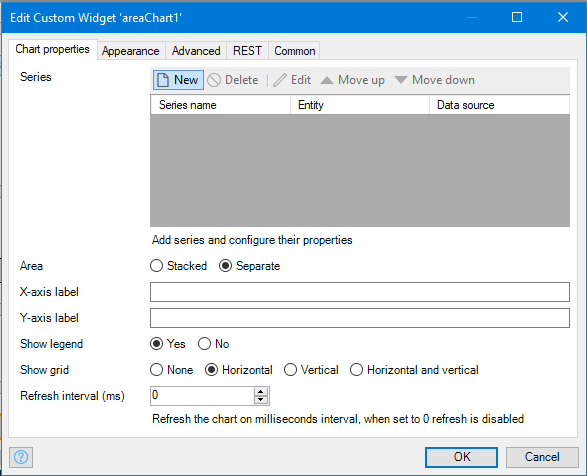 Edit Custom Widget 'areaChart1'
Chart properties Appearance Advanced REST Common
Series New Delete Edit Move up Move down
Series name Entity Data source
Add series and configure their properties
Area Stacked Separate
X-axis label
Y-axis label
Show legend Yes No
Show grid None Horizontal Vertical Horizontal and vertical
Refresh interval (ms) 0
Refresh the chart on milliseconds interval, when set to 0 refresh is disabled
? OK Cancel